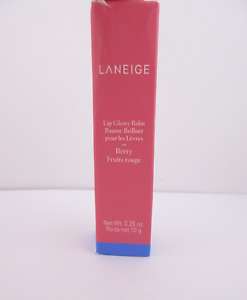 LANEIGE
Lip Glowy Balm
Baume Brillant
pour les Lèvres
–
Berry
Fruits rouge
Net Wt. 0.35 oz
Poids net 10 g